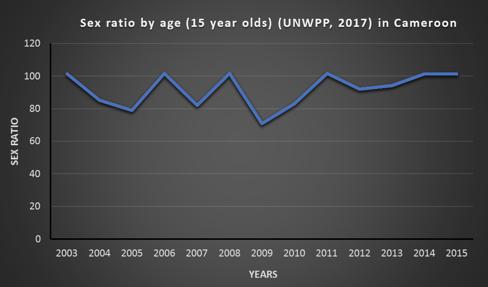 Sex ratio by age (15 year olds) (UNWPP, 2017) in Cameroon
120
100
80
60
40
20
0
SEX RATIO
2003 2004 2005 2006 2007 2008 2009 2010 2011 2012 2013 2014 2015
YEARS